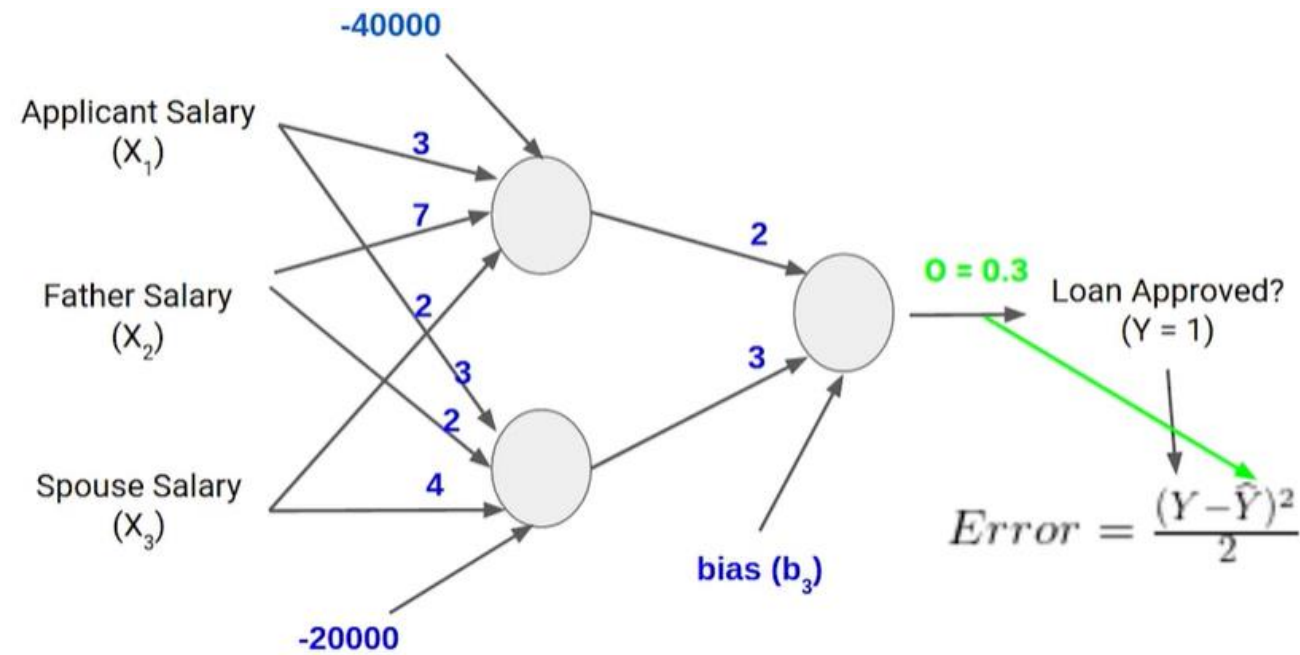 -40000
Applicant Salary
(X₁)
3
7
Father Salary
(X₂)
2
3
2
Spouse Salary
(X₃)
4
-20000
2
3
bias (b₃)
O = 0.3
Loan Approved?
(Y = 1)
Error = (Y - Ŷ)² / 2